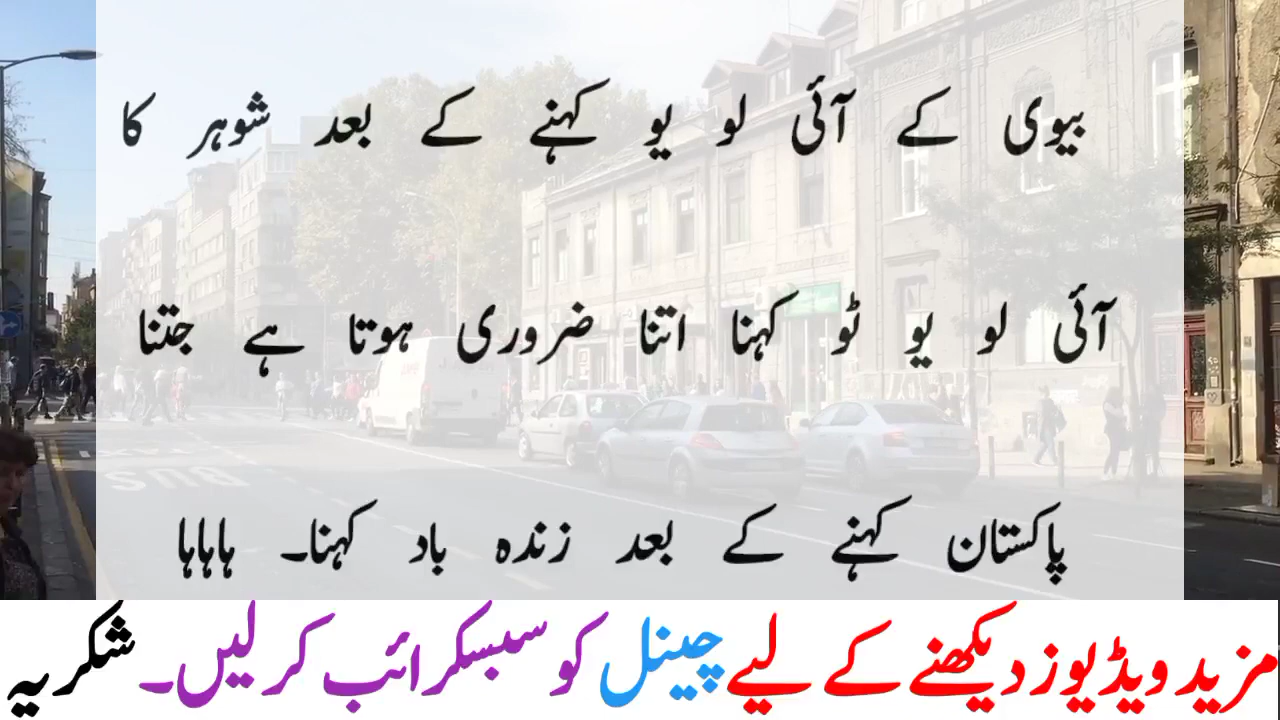 بیوی کے آئی لو یو کہنے کے بعد شوہر کا
آئی لو یو ٹو کہنا اتنا ضروری ہوتا ہے جتنا
پاکستان کہنے کے بعد زندہ باد کہنا۔ ہاہاہا
مزید ویڈیوز دیکھنے کے لیے چینل کو سبسکرائب کر لیں۔ شکریہ
BUS